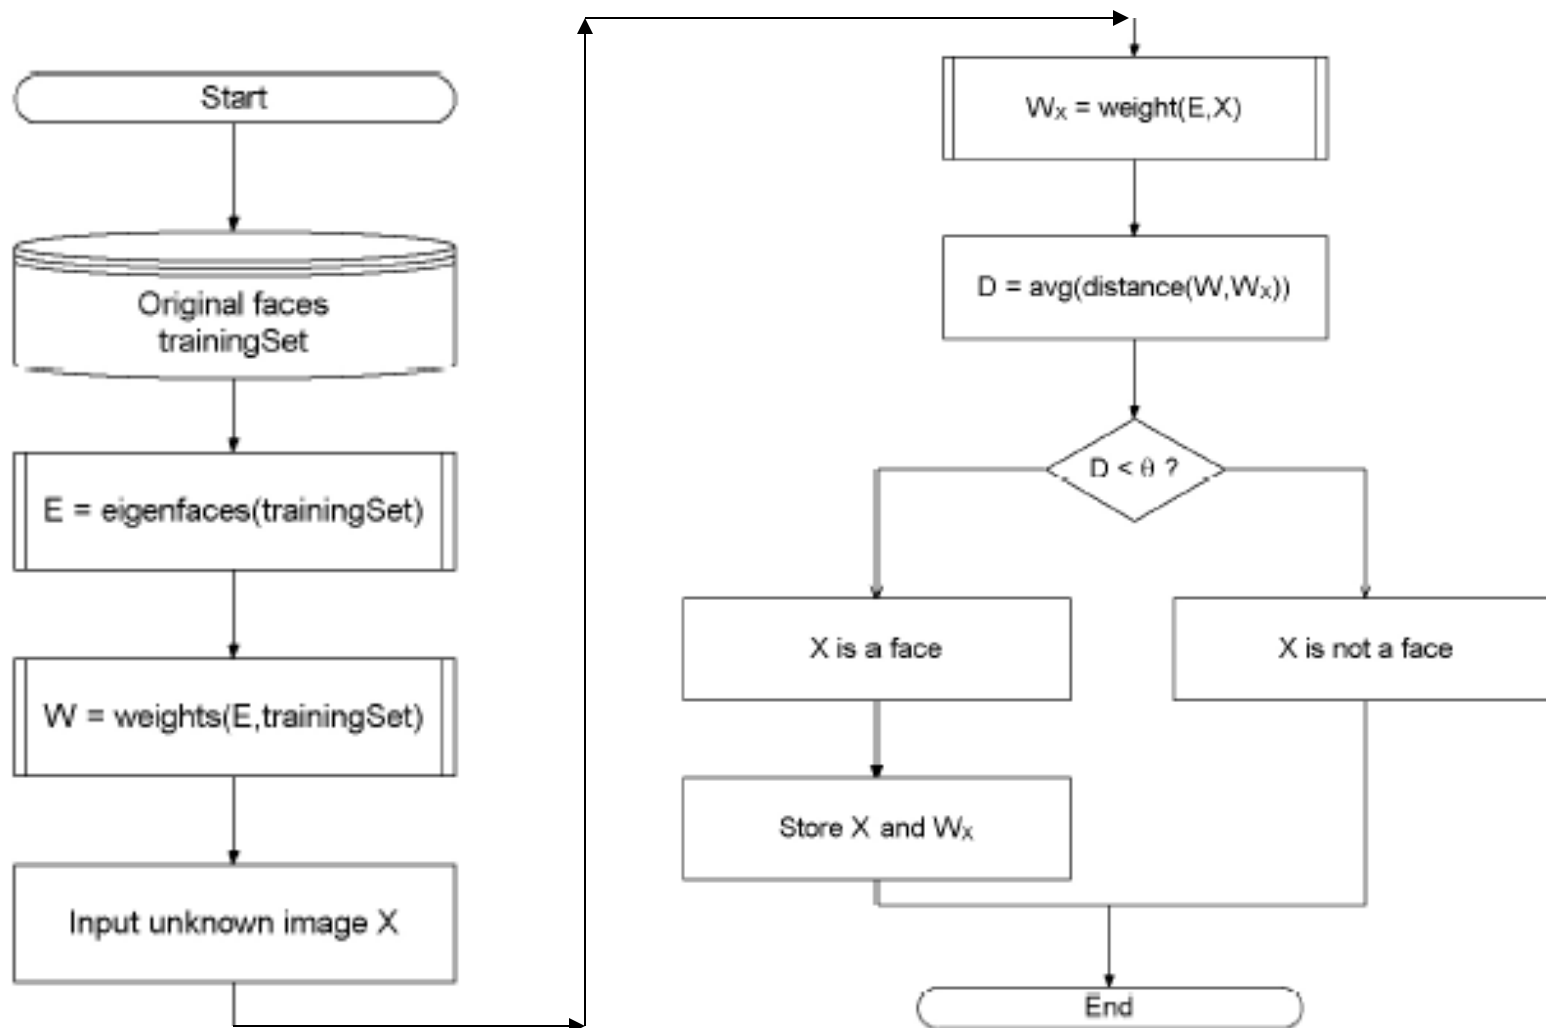 Start
Original faces
trainingSet
E = eigenfaces(trainingSet)
W = weights(E,trainingSet)
Input unknown image X
Wx = weight(E,X)
D = avg(distance(W,Wx))
D < θ ?
X is a face
X is not a face
Store X and Wx
End